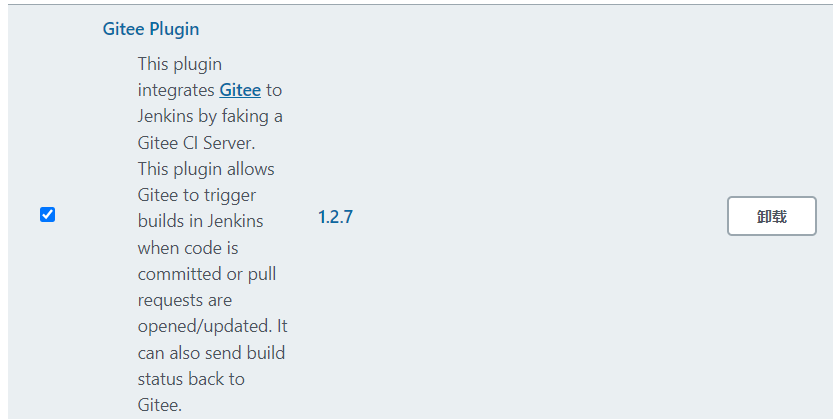 Gitee Plugin
This plugin
integrates Gitee to
Jenkins by faking a
Gitee CI Server.
This plugin allows
Gitee to trigger
builds in Jenkins
when code is
committed or pull
requests are
opened/updated. It
can also send build
status back to
Gitee.
1.2.7
卸载